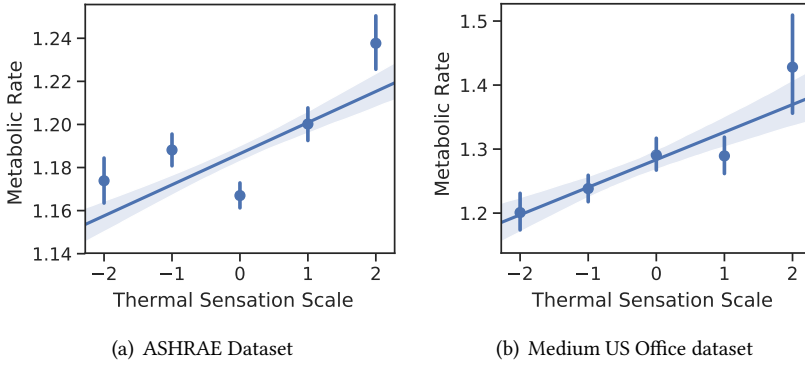 1.24
1.22
1.20
1.18
1.16
1.14
Metabolic Rate
−2 −1 0 1 2
Thermal Sensation Scale
(a) ASHRAE Dataset
1.5
1.4
1.3
1.2
Metabolic Rate
−2 −1 0 1 2
Thermal Sensation Scale
(b) Medium US Office dataset